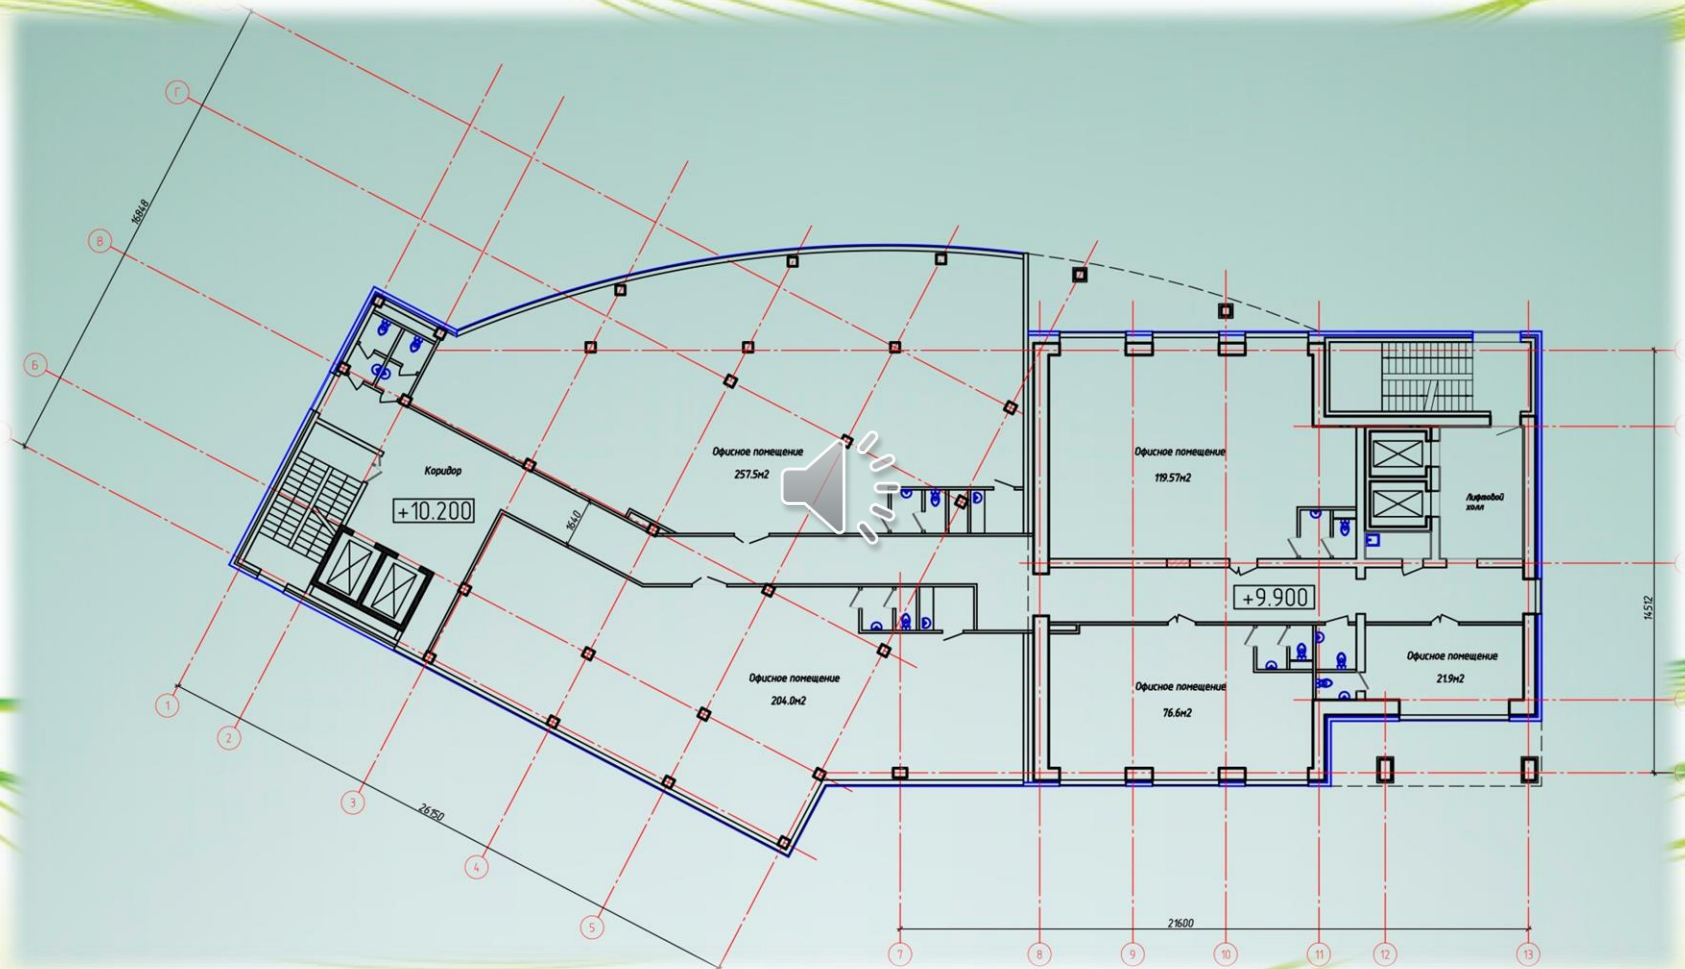 Г
16848
В
Б
Коридор
+10.200
1640
Офисное помещение
257.5м2
Офисное помещение
119.57м2
Лифтовой
холл
+9.900
14512
Офисное помещение
204.0м2
Офисное помещение
76.6м2
Офисное помещение
21.9м2
1
2
3
26150
4
5
21600
7
8
9
10
11
12
13